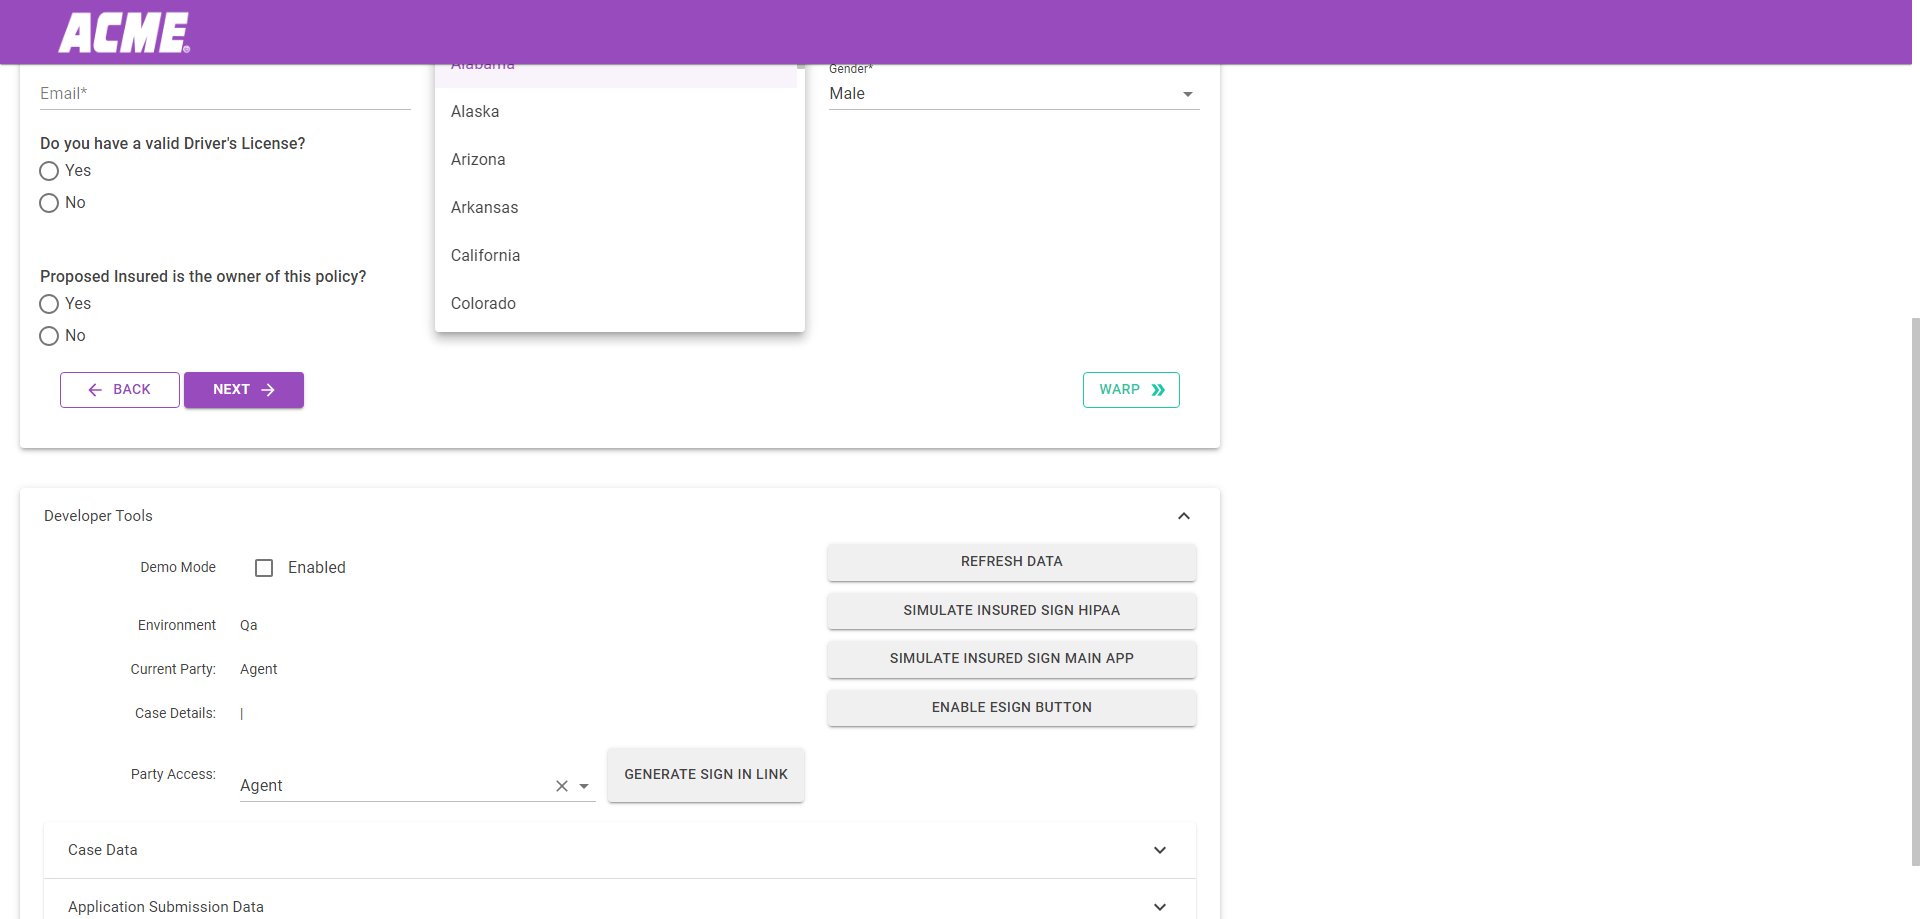 ACME®
Alabama
Gender*
Email*
Male
Alaska
Do you have a valid Driver's License?
Arizona
Yes
No
Arkansas
California
Proposed Insured is the owner of this policy?
Yes
Colorado
No
BACK
NEXT
WARP
Developer Tools
Demo Mode
Enabled
REFRESH DATA
SIMULATE INSURED SIGN HIPAA
Environment
Qa
SIMULATE INSURED SIGN MAIN APP
Current Party:
Agent
ENABLE ESIGN BUTTON
Case Details:
|
Party Access:
Agent
GENERATE SIGN IN LINK
Case Data
Application Submission Data